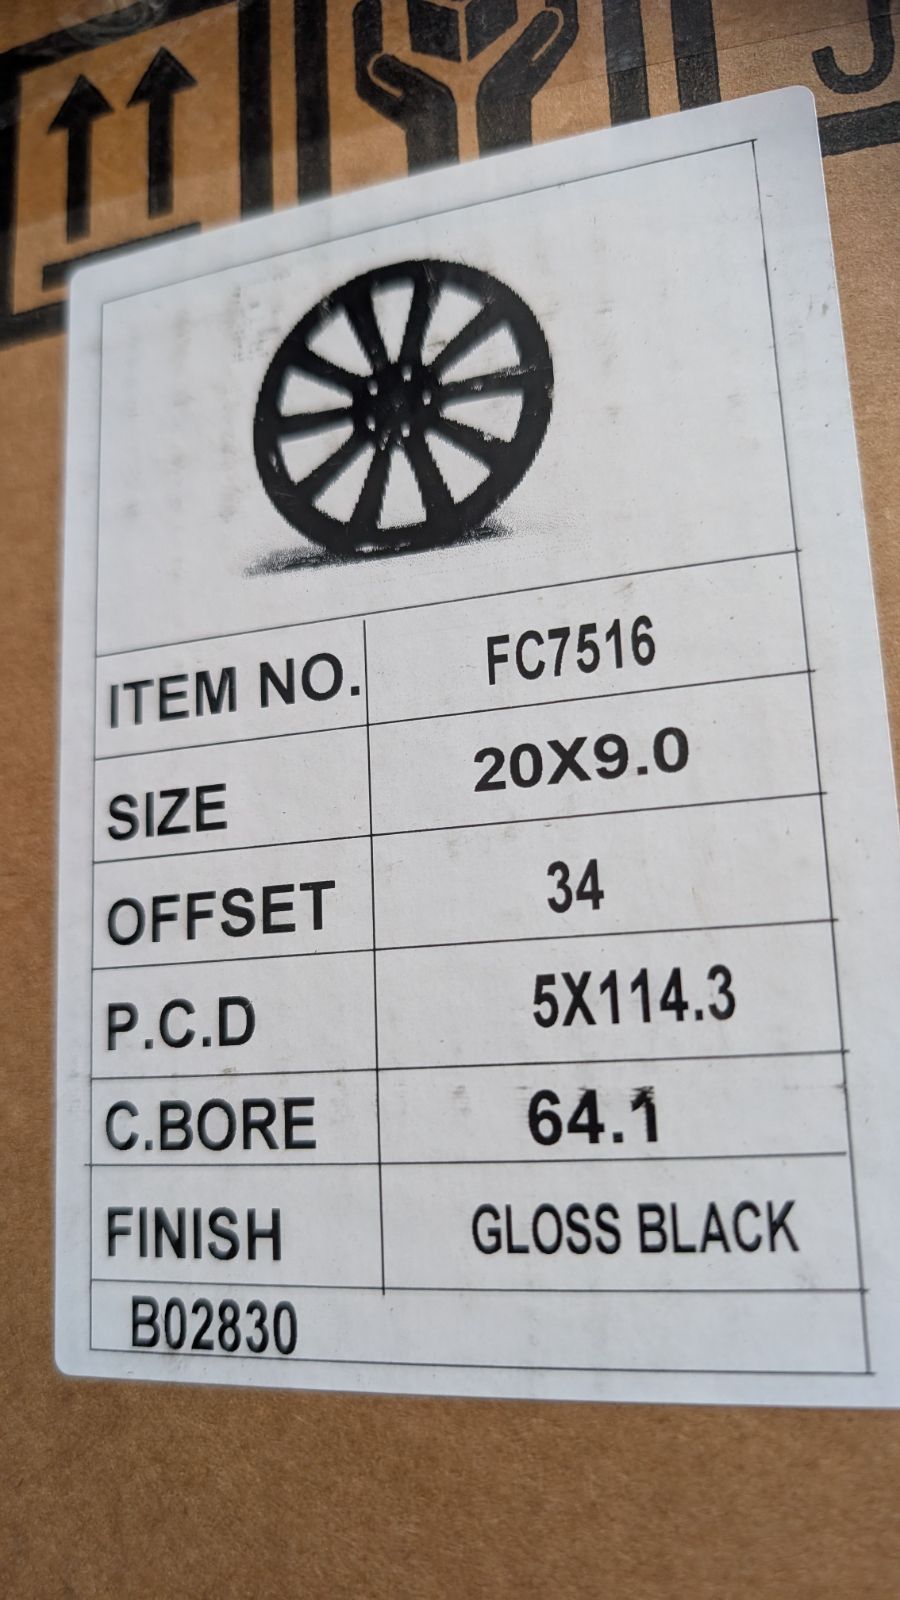 J
ITEM NO. FC7516
SIZE 20X9.0
OFFSET 34
P.C.D 5X114.3
C.BORE 64.1
FINISH GLOSS BLACK
B02830